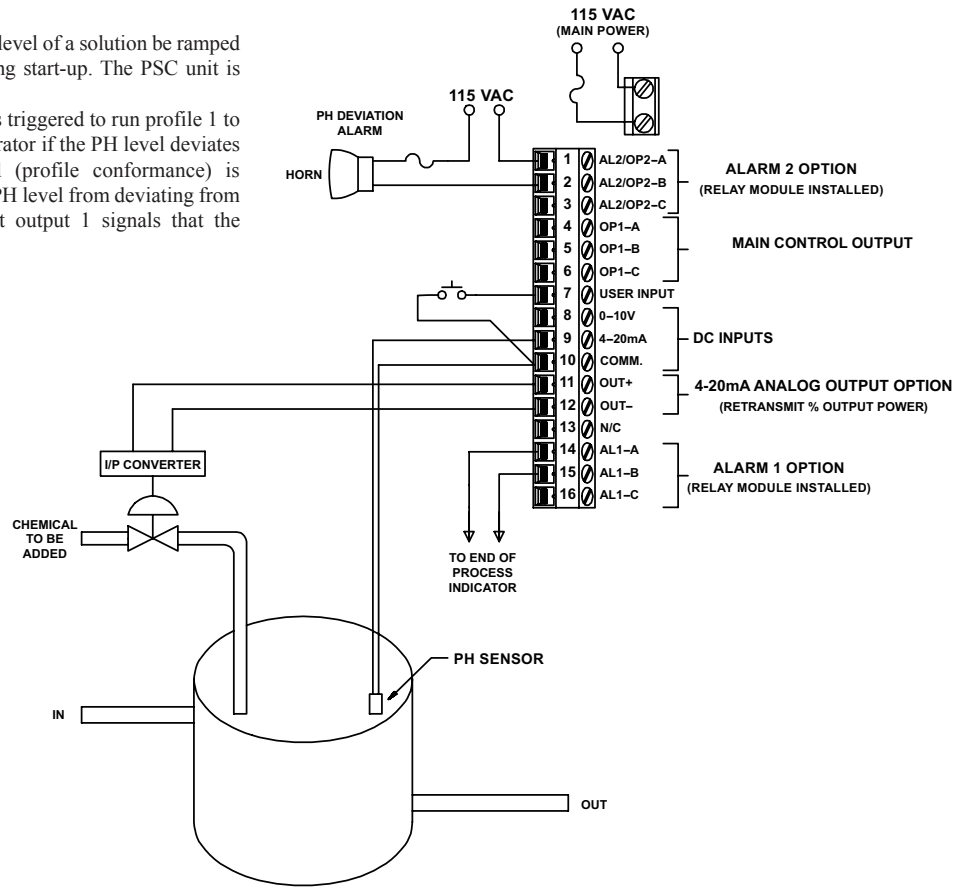 level of a solution be ramped
ng start-up. The PSC unit is
s triggered to run profile 1 to
rator if the PH level deviates
l (profile conformance) is
PH level from deviating from
t output 1 signals that the
115 VAC
(MAIN POWER)
115 VAC
PH DEVIATION
ALARM
HORN
1 AL2/OP2–A
2 AL2/OP2–B
3 AL2/OP2–C
4 OP1–A
5 OP1–B
6 OP1–C
7 USER INPUT
8 0–10V
9 4–20mA
10 COMM.
11 OUT+
12 OUT–
13 N/C
14 AL1–A
15 AL1–B
16 AL1–C
ALARM 2 OPTION
(RELAY MODULE INSTALLED)
MAIN CONTROL OUTPUT
DC INPUTS
4-20mA ANALOG OUTPUT OPTION
(RETRANSMIT % OUTPUT POWER)
ALARM 1 OPTION
(RELAY MODULE INSTALLED)
I/P CONVERTER
CHEMICAL
TO BE
ADDED
TO END OF
PROCESS
INDICATOR
PH SENSOR
IN
OUT